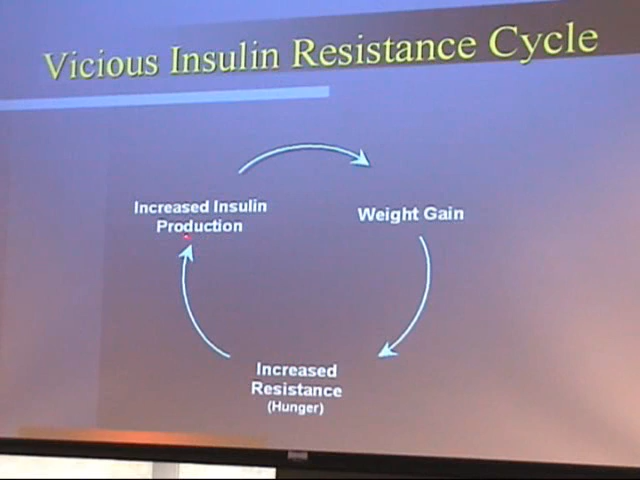 Vicious Insulin Resistance Cycle
Increased Insulin
Production
Weight Gain
Increased
Resistance
(Hunger)